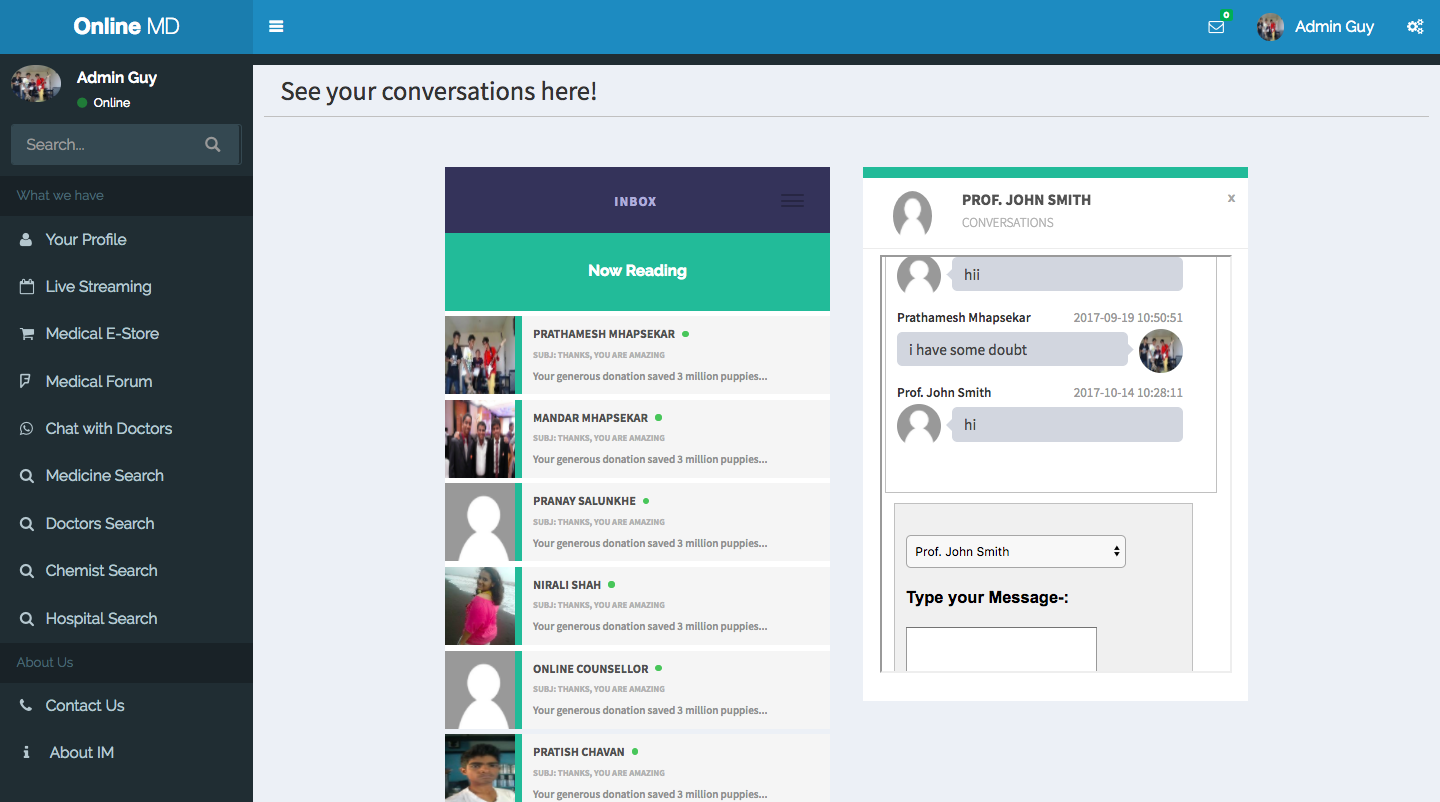 Online MD
0
Admin Guy
Admin Guy
Online
Search...
What we have
Your Profile
Live Streaming
Medical E-Store
Medical Forum
Chat with Doctors
Medicine Search
Doctors Search
Chemist Search
Hospital Search
About Us
Contact Us
About IM
See your conversations here!
INBOX
Now Reading
PRATHAMESH MHAPSEKAR
SUBJ: THANKS, YOU ARE AMAZING
Your generous donation saved 3 million puppies...
MANDAR MHAPSEKAR
SUBJ: THANKS, YOU ARE AMAZING
Your generous donation saved 3 million puppies...
PRANAY SALUNKHE
SUBJ: THANKS, YOU ARE AMAZING
Your generous donation saved 3 million puppies...
NIRALI SHAH
SUBJ: THANKS, YOU ARE AMAZING
Your generous donation saved 3 million puppies...
ONLINE COUNSELLOR
SUBJ: THANKS, YOU ARE AMAZING
Your generous donation saved 3 million puppies...
PRATISH CHAVAN
SUBJ: THANKS, YOU ARE AMAZING
Your generous donation saved 3 million puppies...
PROF. JOHN SMITH
x
CONVERSATIONS
hii
Prathamesh Mhapsekar 2017-09-19 10:50:51
i have some doubt
Prof. John Smith 2017-10-14 10:28:11
hi
Prof. John Smith
Type your Message-: